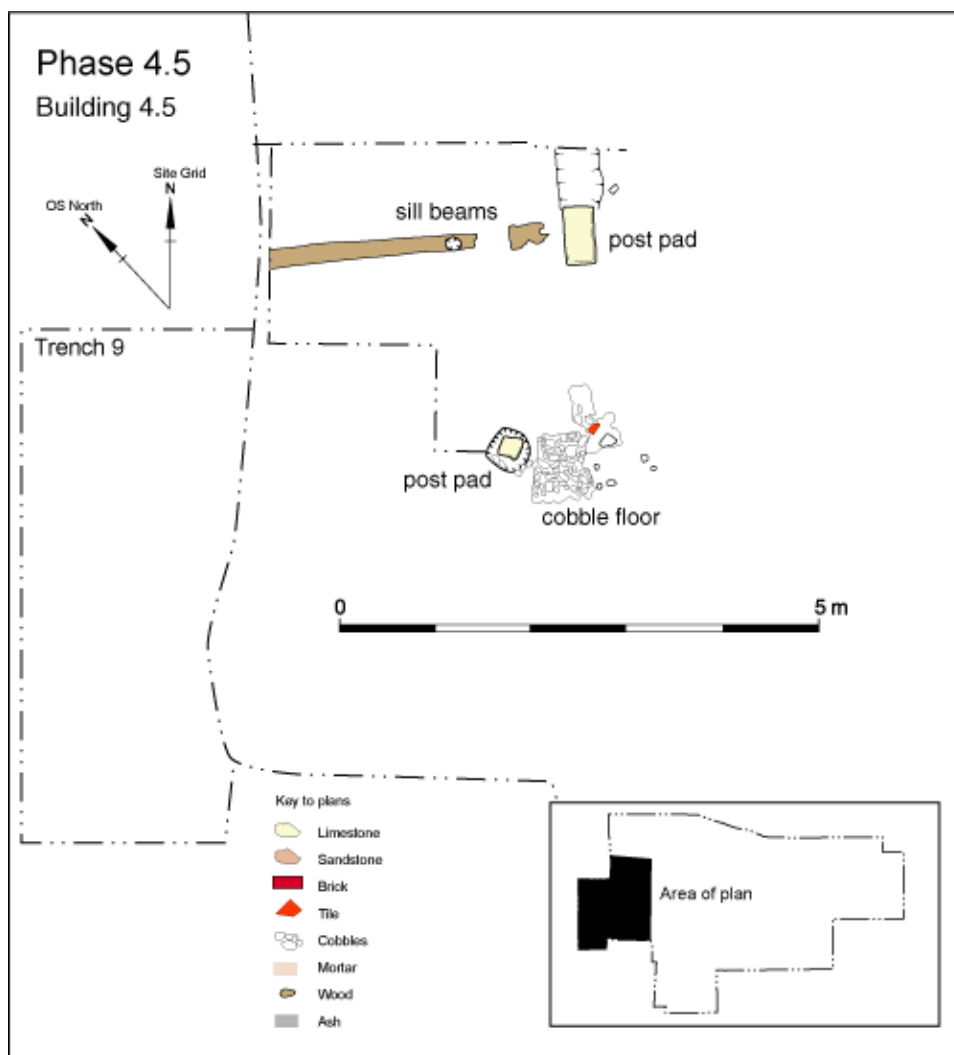 Phase 4.5
Building 4.5
Site Grid
N
OS North
N
sill beams
post pad
Trench 9
post pad
cobble floor
0 5 m
Key to plans
Limestone
Sandstone
Brick
Tile
Cobbles
Mortar
Wood
Ash
Area of plan